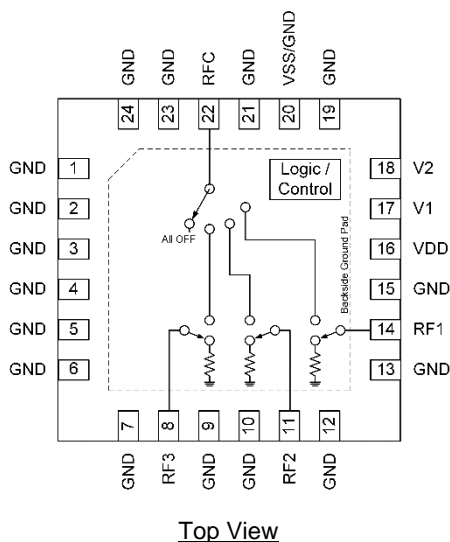 GND
GND
RFC
GND
VSS/GND
GND
24
23
22
21
20
19
GND 1
GND 2
GND 3
GND 4
GND 5
GND 6
Logic /
Control
All OFF
Backside Ground Pad
18 V2
17 V1
16 VDD
15 GND
14 RF1
13 GND
7
8
9
10
11
12
GND
RF3
GND
GND
RF2
GND
Top View